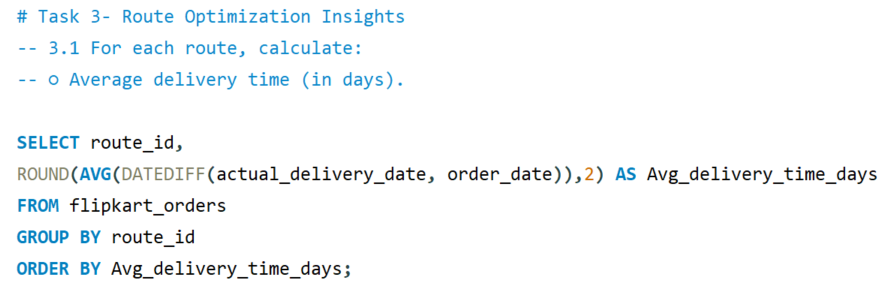 # Task 3- Route Optimization Insights
-- 3.1 For each route, calculate:
-- ○ Average delivery time (in days).
SELECT route_id,
ROUND(AVG(DATEDIFF(actual_delivery_date, order_date)),2) AS Avg_delivery_time_days
FROM flipkart_orders
GROUP BY route_id
ORDER BY Avg_delivery_time_days;